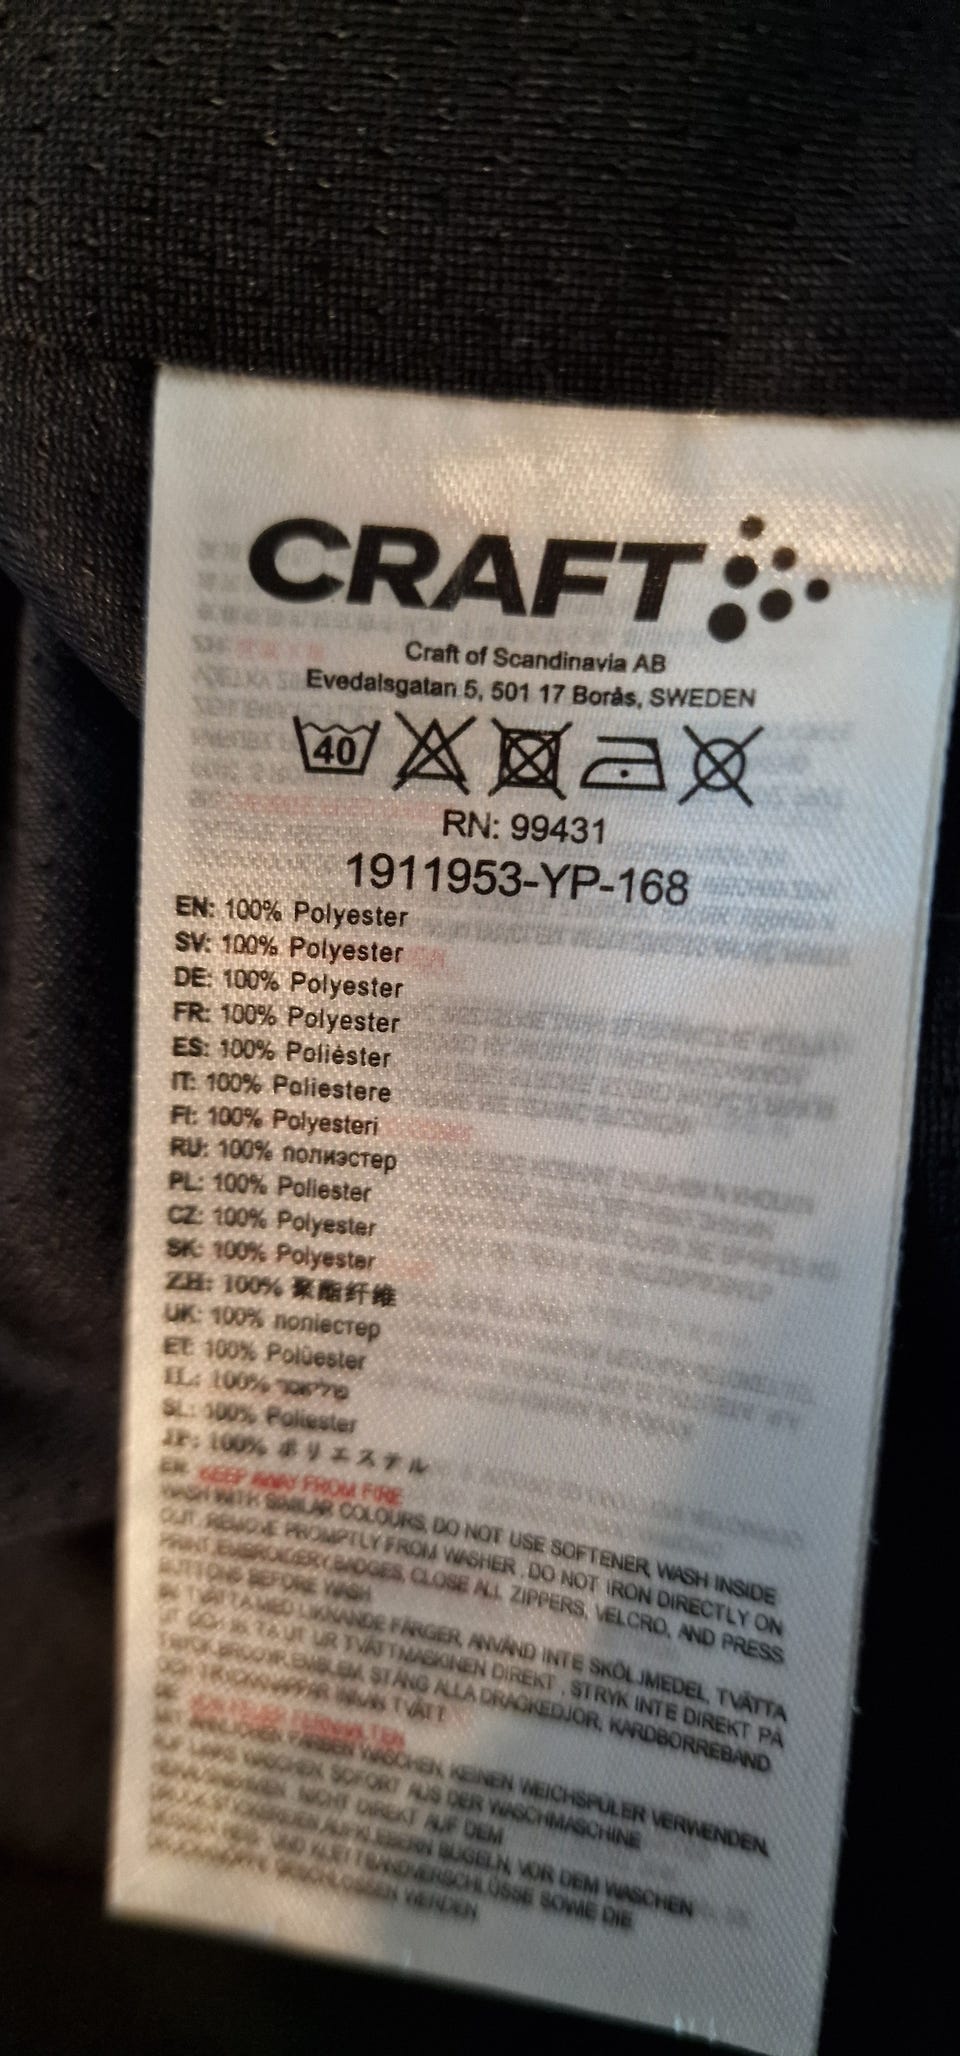 CRAFT
Craft of Scandinavia AB
Evedalsgatan 5, 501 17 Borås, SWEDEN
40
RN: 99431
1911953-YP-168
EN: 100% Polyester
SV: 100% Polyester
DE: 100% Polyester
FR: 100% Polyester
ES: 100% Poliéster
IT: 100% Poliestere
FI: 100% Polyesteri
RU: 100% полиэстер
PL: 100% Poliester
CZ: 100% Polyester
SK: 100% Polyester
ZH: 100% 聚酯纤维
UK: 100% поліестер
ET: 100% Polüester
IL: 100%
SL: 100% Poliester
JP: 100% ポリエステル
EN: KEEP AWAY FROM FIRE
WASH WITH SIMILAR COLOURS, DO NOT USE SOFTENER, WASH INSIDE
OUT. REMOVE PROMPTLY FROM WASHER , DO NOT IRON DIRECTLY ON
PRINT,EMBROIDERY,BADGES, CLOSE ALL ZIPPERS, VELCRO, AND PRESS
BUTTONS BEFORE WASH
TVÄTTA MED LIKNANDE FÄRGER, ANVÄND INTE SKÖLJMEDEL, TVÄTTA
TA UT UR TVÄTTMASKINEN DIREKT , STRYK INTE DIREKT PÅ
STÄNG ALLA DRAGKEDJOR, KARDBORREBAND
OCH TRYCKKNAPPAR INNAN TVÄTT
MIT ÄHNLICHEN FARBEN WASCHEN, KEINEN WEICHSPÜLER VERWENDEN,
AUF LINKS WASCHEN, SOFORT AUS DER WASCHMASCHINE
NICHT DIREKT AUF DEM
BÜGELN, VOR DEM WASCHEN
UND KLETTBANDVERSCHLÜSSE SOWIE DIE
GESCHLOSSEN WERDEN